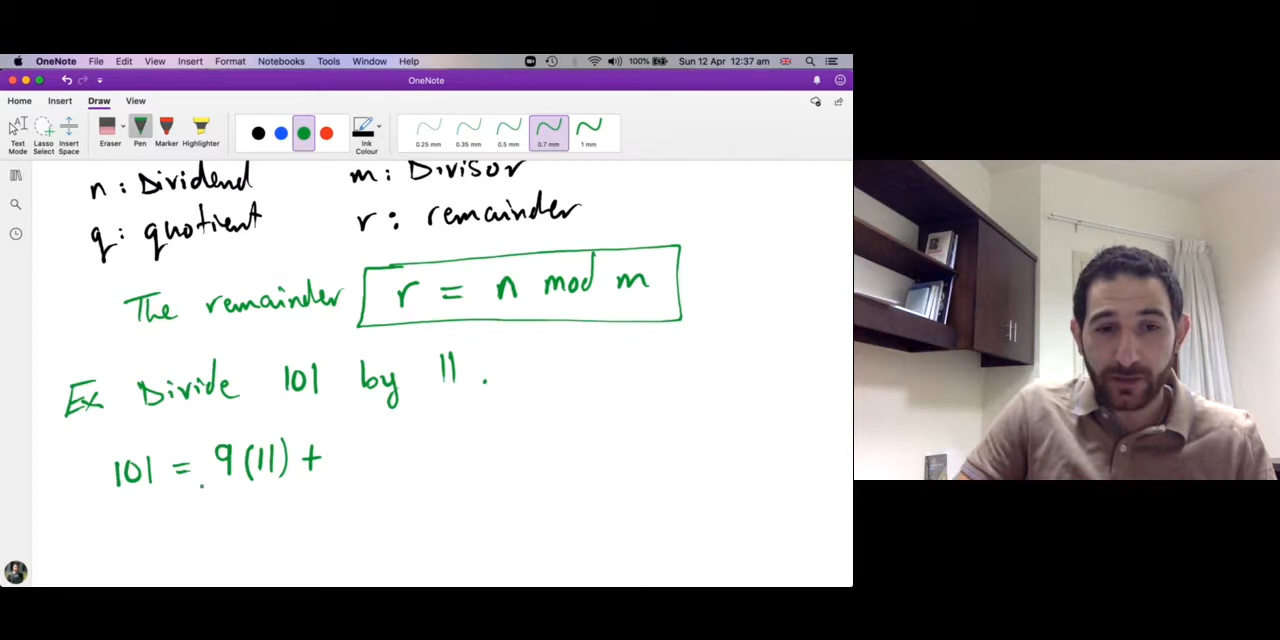 OneNote File Edit View Insert Format Notebooks Tools Window Help 100% Sun 12 Apr 12:37 am
OneNote
Home Insert Draw View
Text Mode Lasso Select Insert Space Eraser Pen Marker Highlighter Ink Colour 0.25 mm 0.35 mm 0.5 mm 0.7 mm 1 mm
n : Dividend m : Divisor
q : quotient r : remainder
The remainder r = n mod m
Ex Divide 101 by 11 .
101 = 9 (11) +